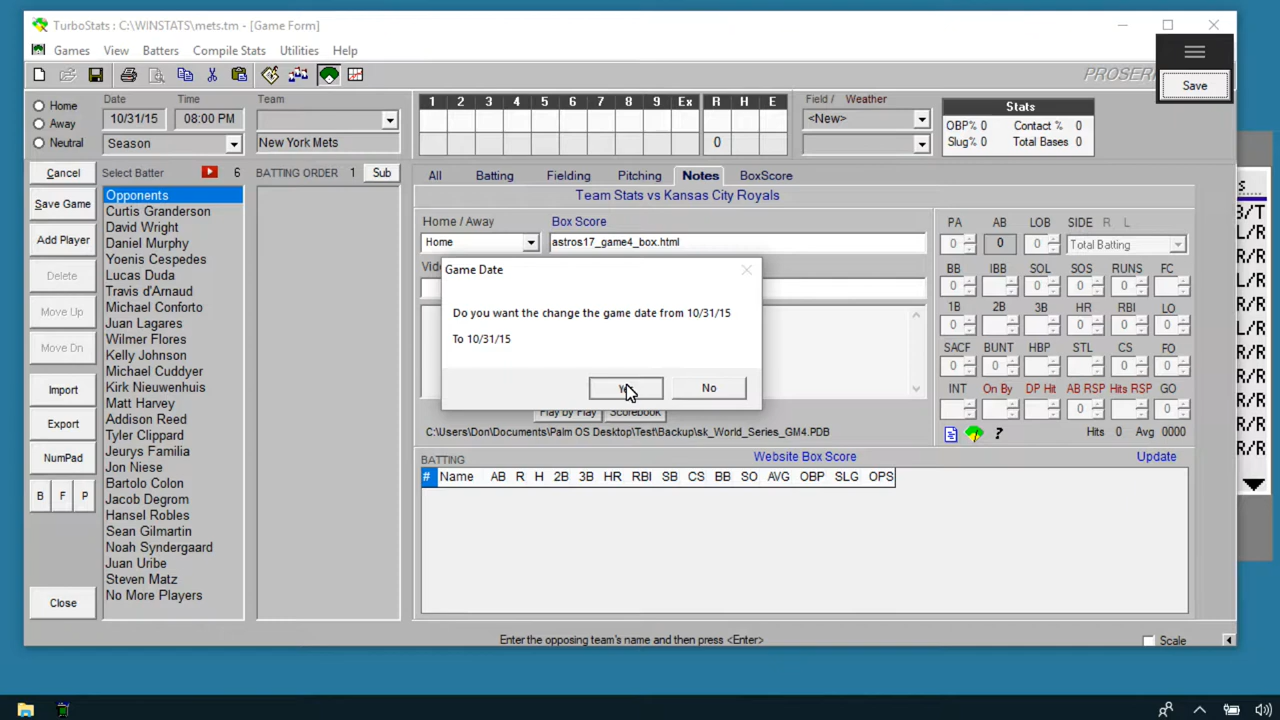 TurboStats : C:\WINSTATS\mets.tm - [Game Form]
Games View Batters Compile Stats Utilities Help
Save
Home
Away
Neutral
Date
10/31/15
Time
08:00 PM
Season
Team
New York Mets
1 2 3 4 5 6 7 8 9 Ex R H E
0
Field / Weather
<New>
Stats
OBP% 0 Contact % 0
Slug% 0 Total Bases 0
Cancel
Select Batter 6 BATTING ORDER 1 Sub
All Batting Fielding Pitching Notes BoxScore
Team Stats vs Kansas City Royals
Save Game
Add Player
Delete
Move Up
Move Dn
Import
Export
NumPad
B F P
Close
Opponents
Curtis Granderson
David Wright
Daniel Murphy
Yoenis Cespedes
Lucas Duda
Travis d'Arnaud
Michael Conforto
Juan Lagares
Wilmer Flores
Kelly Johnson
Michael Cuddyer
Kirk Nieuwenhuis
Matt Harvey
Addison Reed
Tyler Clippard
Jeurys Familia
Jon Niese
Bartolo Colon
Jacob Degrom
Hansel Robles
Sean Gilmartin
Noah Syndergaard
Juan Uribe
Steven Matz
No More Players
Home / Away Box Score
Home astros17_game4_box.html
Game Date
Do you want the change the game date from 10/31/15
To 10/31/15
No
Play by Play Scorebook
C:\Users\Don\Documents\Palm OS Desktop\Test\Backup\sk_World_Series_GM4.PDB
PA AB LOB SIDE R L
0 0 0 Total Batting
BB IBB SOL SOS RUNS FC
0 0 0 0
1B 2B 3B HR RBI LO
0 0 0 0
SACF BUNT HBP STL CS FO
0 0 0 0
INT On By DP Hit AB RSP Hits RSP GO
0 0 0
? Hits 0 Avg 0000
BATTING Website Box Score Update
# Name AB R H 2B 3B HR RBI SB CS BB SO AVG OBP SLG OPS
Enter the opposing team's name and then press <Enter>
Scale
B/T
L/R
R/R
R/R
R/R
L/R
R/R
R/R
R/R
R/R